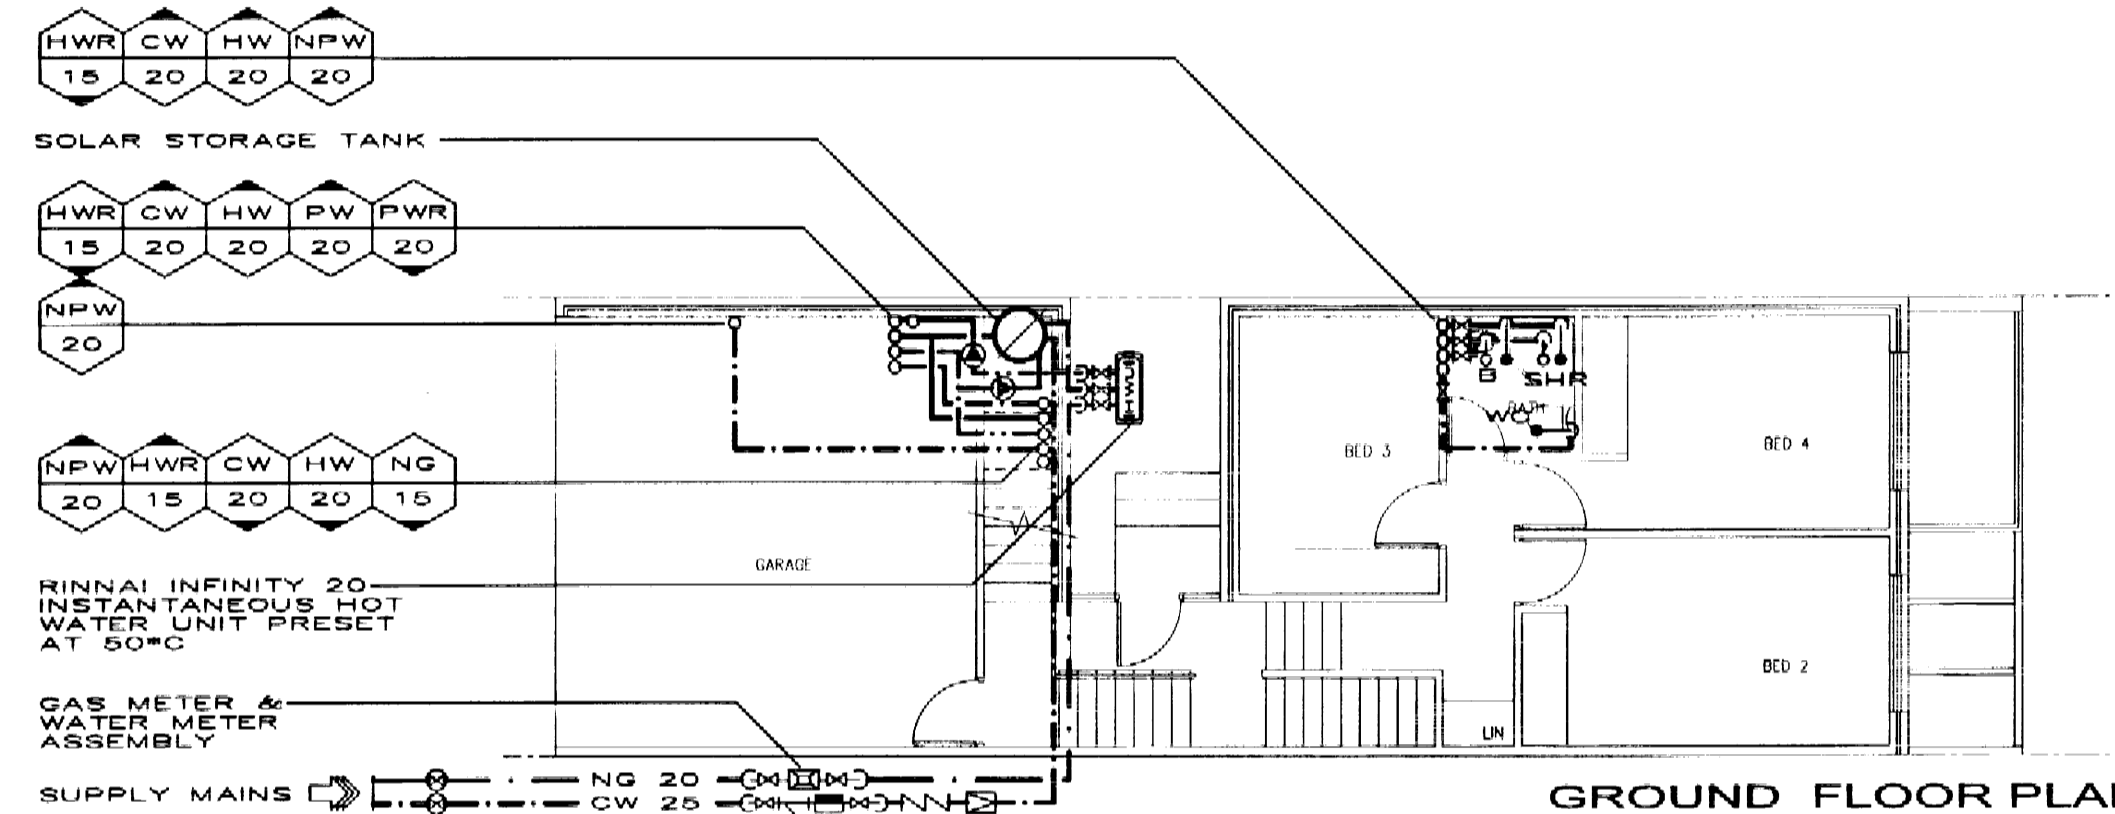 HWR CW HW NPW
15 20 20 20
SOLAR STORAGE TANK
HWR CW HW PW PWR
15 20 20 20 20
NPW
20
HWU
B SHR
BATH
WC
BED 3
BED 4
NPW HWR CW HW NG
20 15 20 20 15
GARAGE
RINNAI INFINITY 20
INSTANTANEOUS HOT
WATER UNIT PRESET
AT 50°C
BED 2
GAS METER &
WATER METER
ASSEMBLY
LIN
NG 20
SUPPLY MAINS
CW 25
GROUND FLOOR PLA